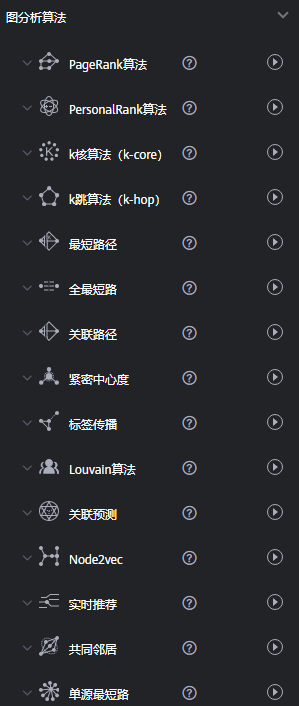 图分析算法
PageRank算法
PersonalRank算法
k核算法（k-core）
k跳算法（k-hop）
最短路径
全最短路
关联路径
紧密中心度
标签传播
Louvain算法
关联预测
Node2vec
实时推荐
共同邻居
单源最短路